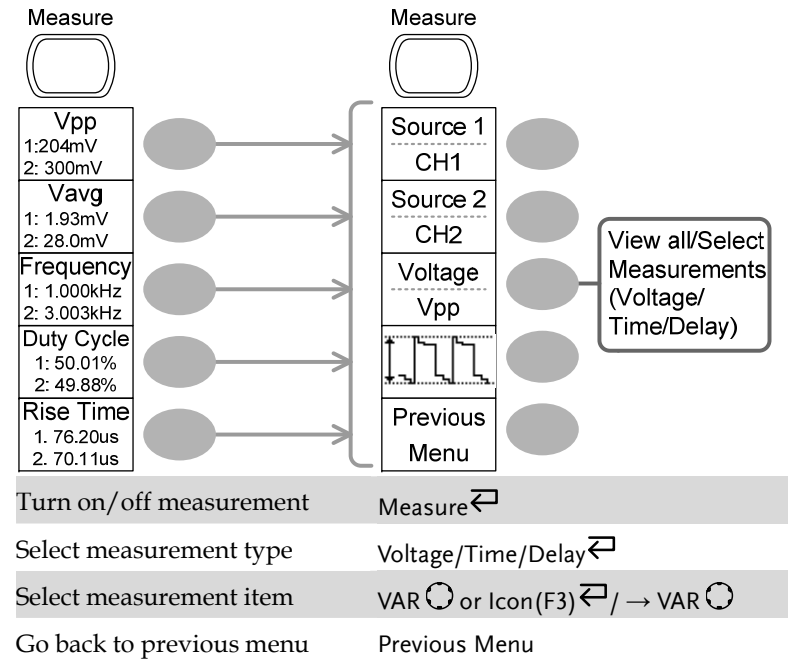 Measure
Vpp
1:204mV
2: 300mV
Vavg
1: 1.93mV
2: 28.0mV
Frequency
1: 1.000kHz
2: 3.003kHz
Duty Cycle
1: 50.01%
2: 49.88%
Rise Time
1. 76.20us
2. 70.11us
Measure
Source 1
CH1
Source 2
CH2
Voltage
Vpp
Previous
Menu
View all/Select
Measurements
(Voltage/
Time/Delay)
Turn on/off measurement Measure
Select measurement type Voltage/Time/Delay
Select measurement item VAR or Icon(F3) / → VAR
Go back to previous menu Previous Menu